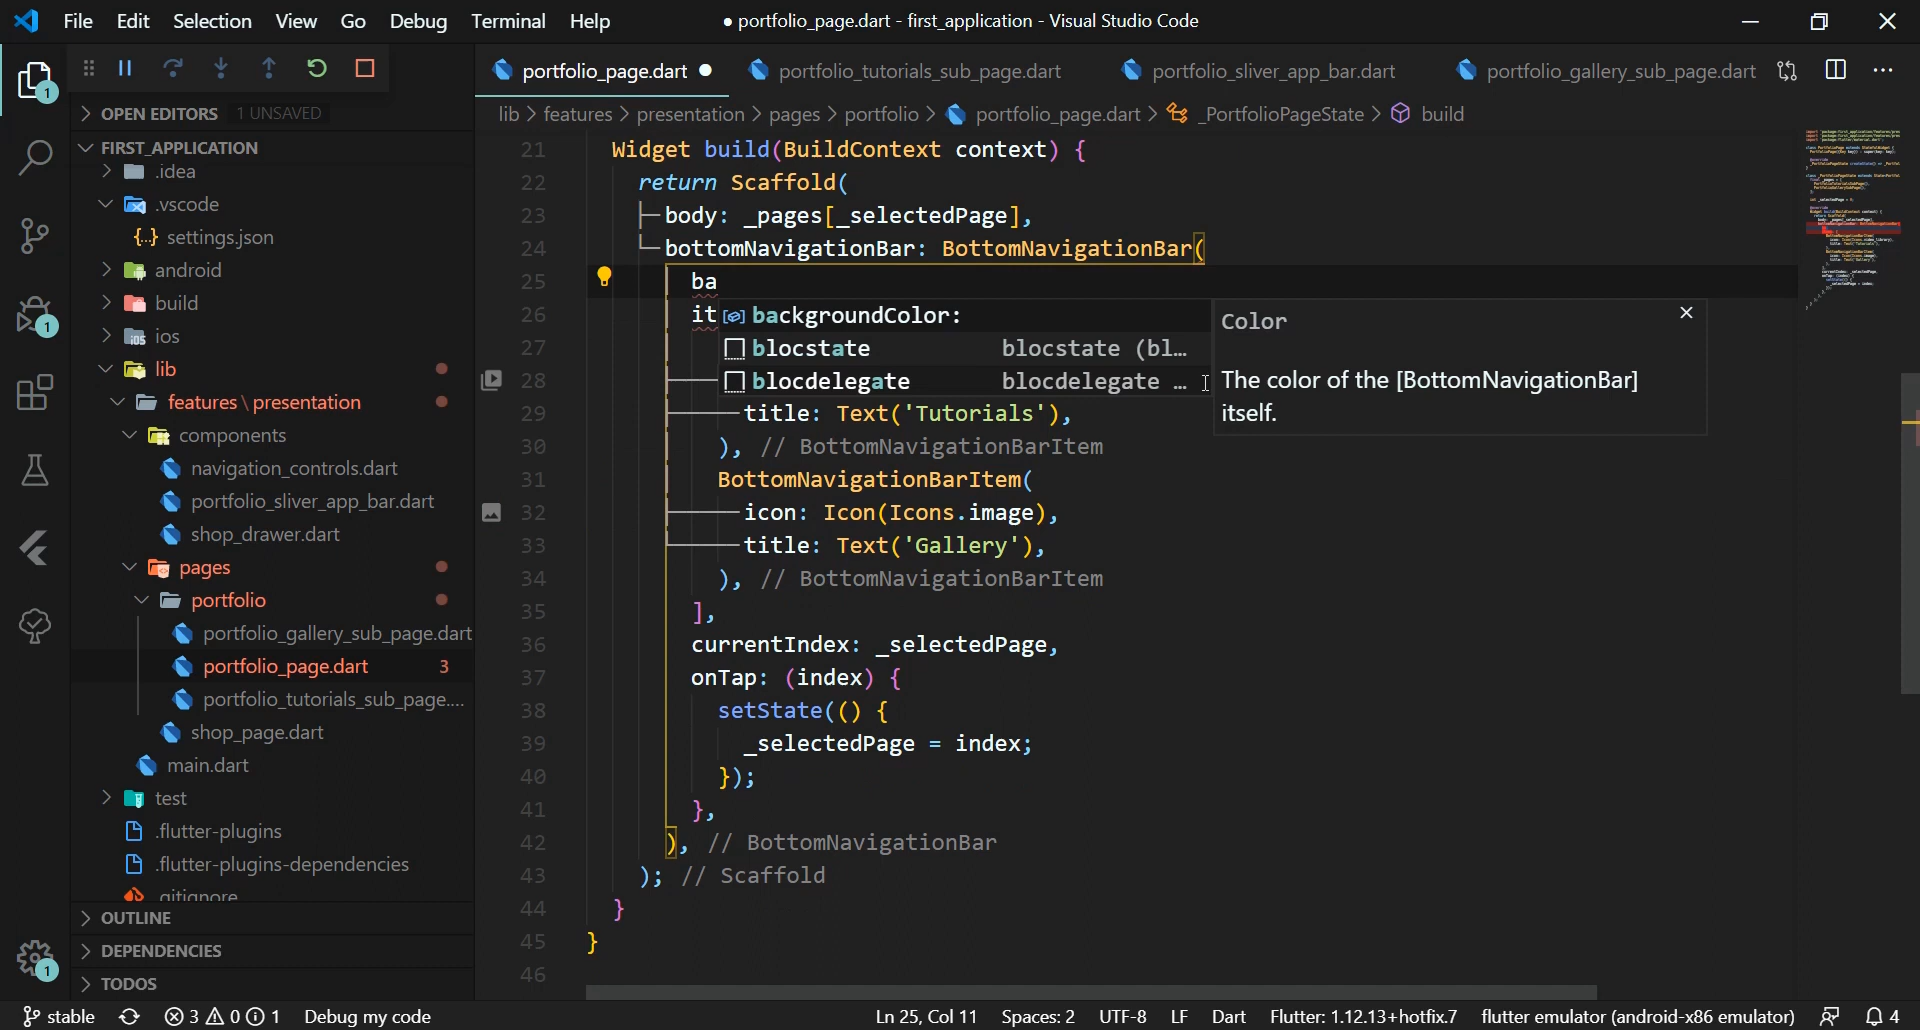 File Edit Selection View Go Debug Terminal Help
● portfolio_page.dart - first_application - Visual Studio Code
portfolio_page.dart ●
portfolio_tutorials_sub_page.dart
portfolio_sliver_app_bar.dart
portfolio_gallery_sub_page.dart
lib > features > presentation > pages > portfolio > portfolio_page.dart > _PortfolioPageState > build
1
OPEN EDITORS 1 UNSAVED
FIRST_APPLICATION
.idea
.vscode
{..} settings.json
android
build
ios
lib
features \ presentation
components
navigation_controls.dart
portfolio_sliver_app_bar.dart
shop_drawer.dart
pages
portfolio
portfolio_gallery_sub_page.dart
portfolio_page.dart 3
portfolio_tutorials_sub_page....
shop_page.dart
main.dart
test
.flutter-plugins
.flutter-plugins-dependencies
.gitignore
OUTLINE
DEPENDENCIES
TODOS
1
1
21 Widget build(BuildContext context) {
22 return Scaffold(
23 body: _pages[_selectedPage],
24 bottomNavigationBar: BottomNavigationBar(
25 ba
26 it
backgroundColor:
27
blocstate blocstate (bl…
28
blocdelegate blocdelegate …
Color
The color of the [BottomNavigationBar]
itself.
29 title: Text('Tutorials'),
30 ), // BottomNavigationBarItem
31 BottomNavigationBarItem(
32 icon: Icon(Icons.image),
33 title: Text('Gallery'),
34 ), // BottomNavigationBarItem
35 ],
36 currentIndex: _selectedPage,
37 onTap: (index) {
38 setState(() {
39 _selectedPage = index;
40 });
41 },
42 ), // BottomNavigationBar
43 ); // Scaffold
44 }
45 }
46
stable 3 0 1 Debug my code
Ln 25, Col 11 Spaces: 2 UTF-8 LF Dart Flutter: 1.12.13+hotfix.7 flutter emulator (android-x86 emulator) 4